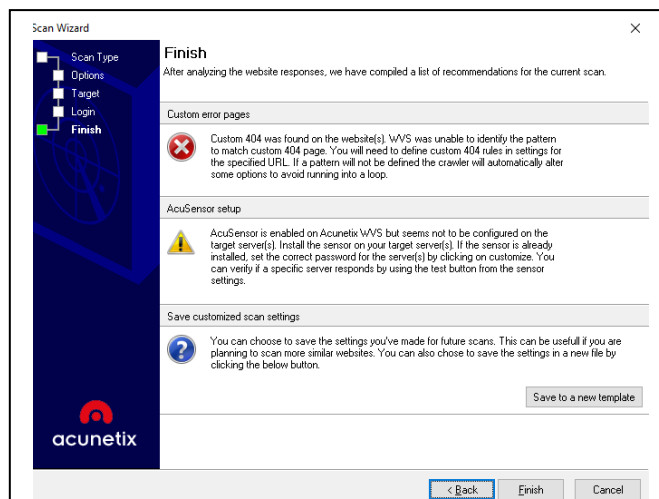 Scan Wizard
Scan Type
Options
Target
Login
Finish
Finish
After analyzing the website responses, we have compiled a list of recommendations for the current scan.
Custom error pages
Custom 404 was found on the website(s). WVS was unable to identify the pattern
to match custom 404 page. You will need to define custom 404 rules in settings for
the specified URL. If a pattern will not be defined the crawler will automatically alter
some options to avoid running into a loop.
AcuSensor setup
AcuSensor is enabled on Acunetix WVS but seems not to be configured on the
target server(s). Install the sensor on your target server(s). If the sensor is already
installed, set the correct password for the server(s) by clicking on customize. You
can verify if a specific server responds by using the test button from the sensor
settings.
Save customized scan settings
You can choose to save the settings you've made for future scans. This can be usefull if you are
planning to scan more similar websites. You can also chose to save the settings in a new file by
clicking the below button.
Save to a new template
acunetix
< Back
Finish
Cancel